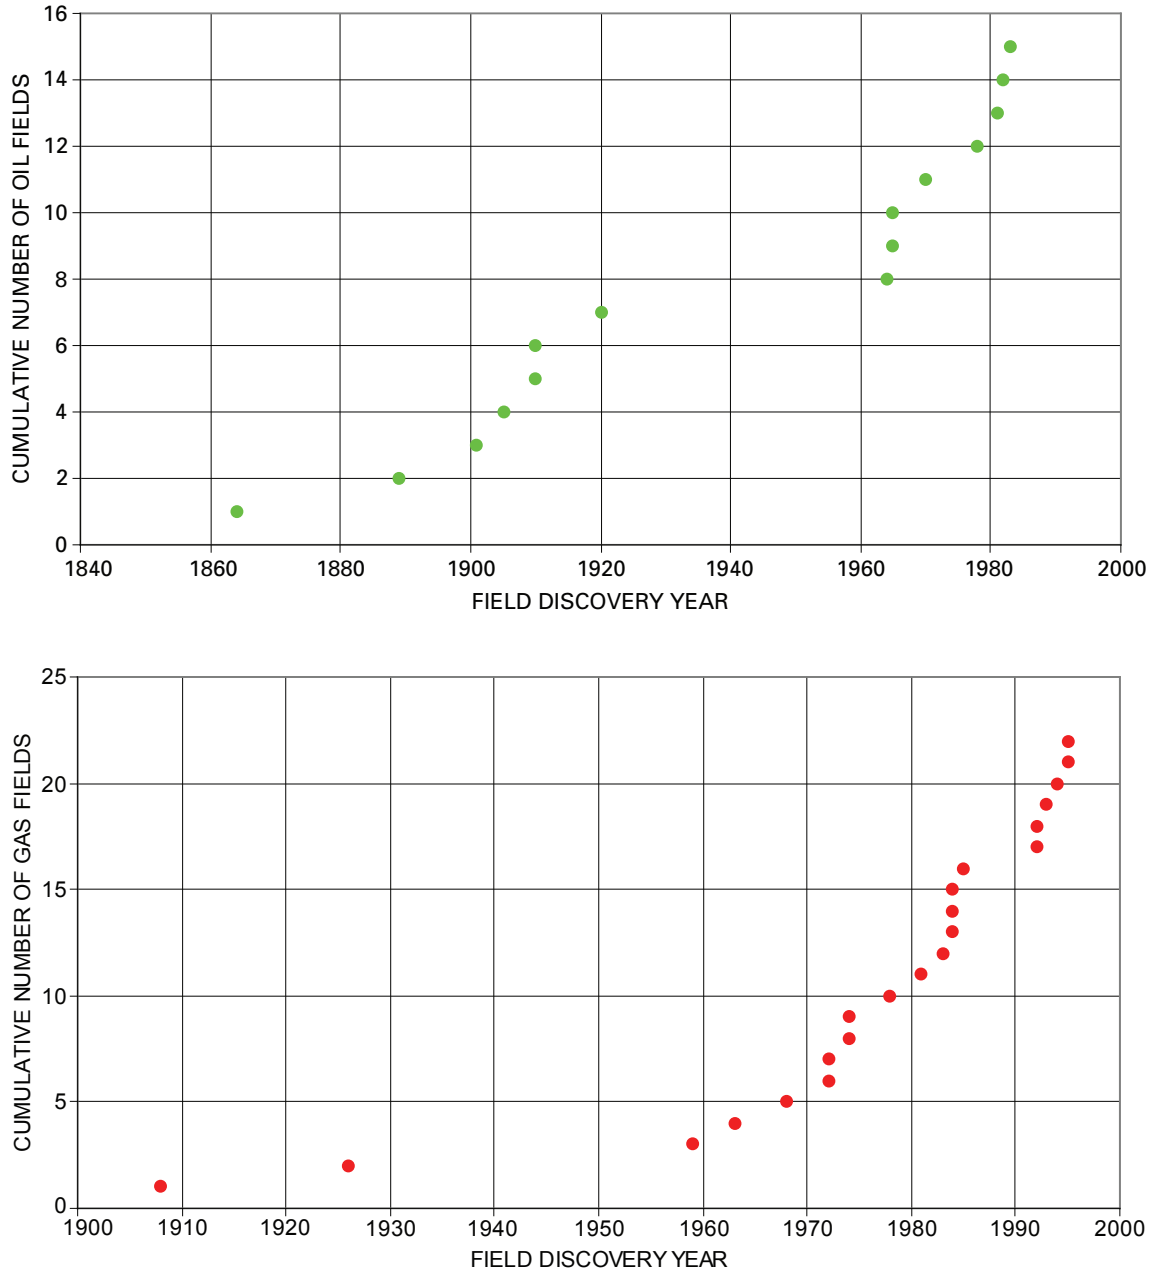 16
14
12
10
8
6
4
2
0
CUMULATIVE NUMBER OF OIL FIELDS
1840 1860 1880 1900 1920 1940 1960 1980 2000
FIELD DISCOVERY YEAR
25
20
15
10
5
0
CUMULATIVE NUMBER OF GAS FIELDS
1900 1910 1920 1930 1940 1950 1960 1970 1980 1990 2000
FIELD DISCOVERY YEAR